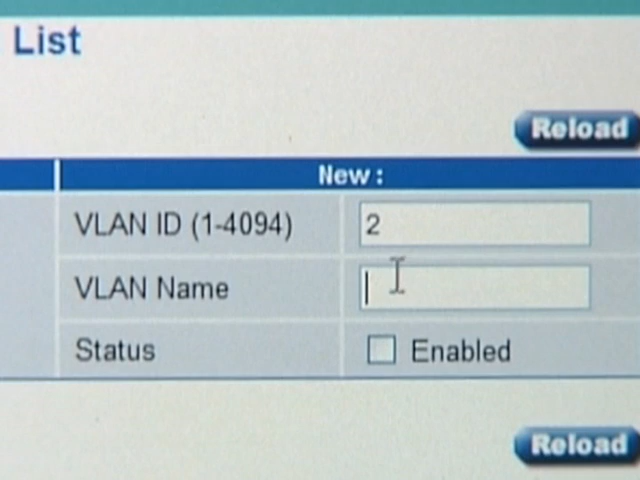 List
Reload
New:
VLAN ID (1-4094) 2
VLAN Name
Status Enabled
Reload